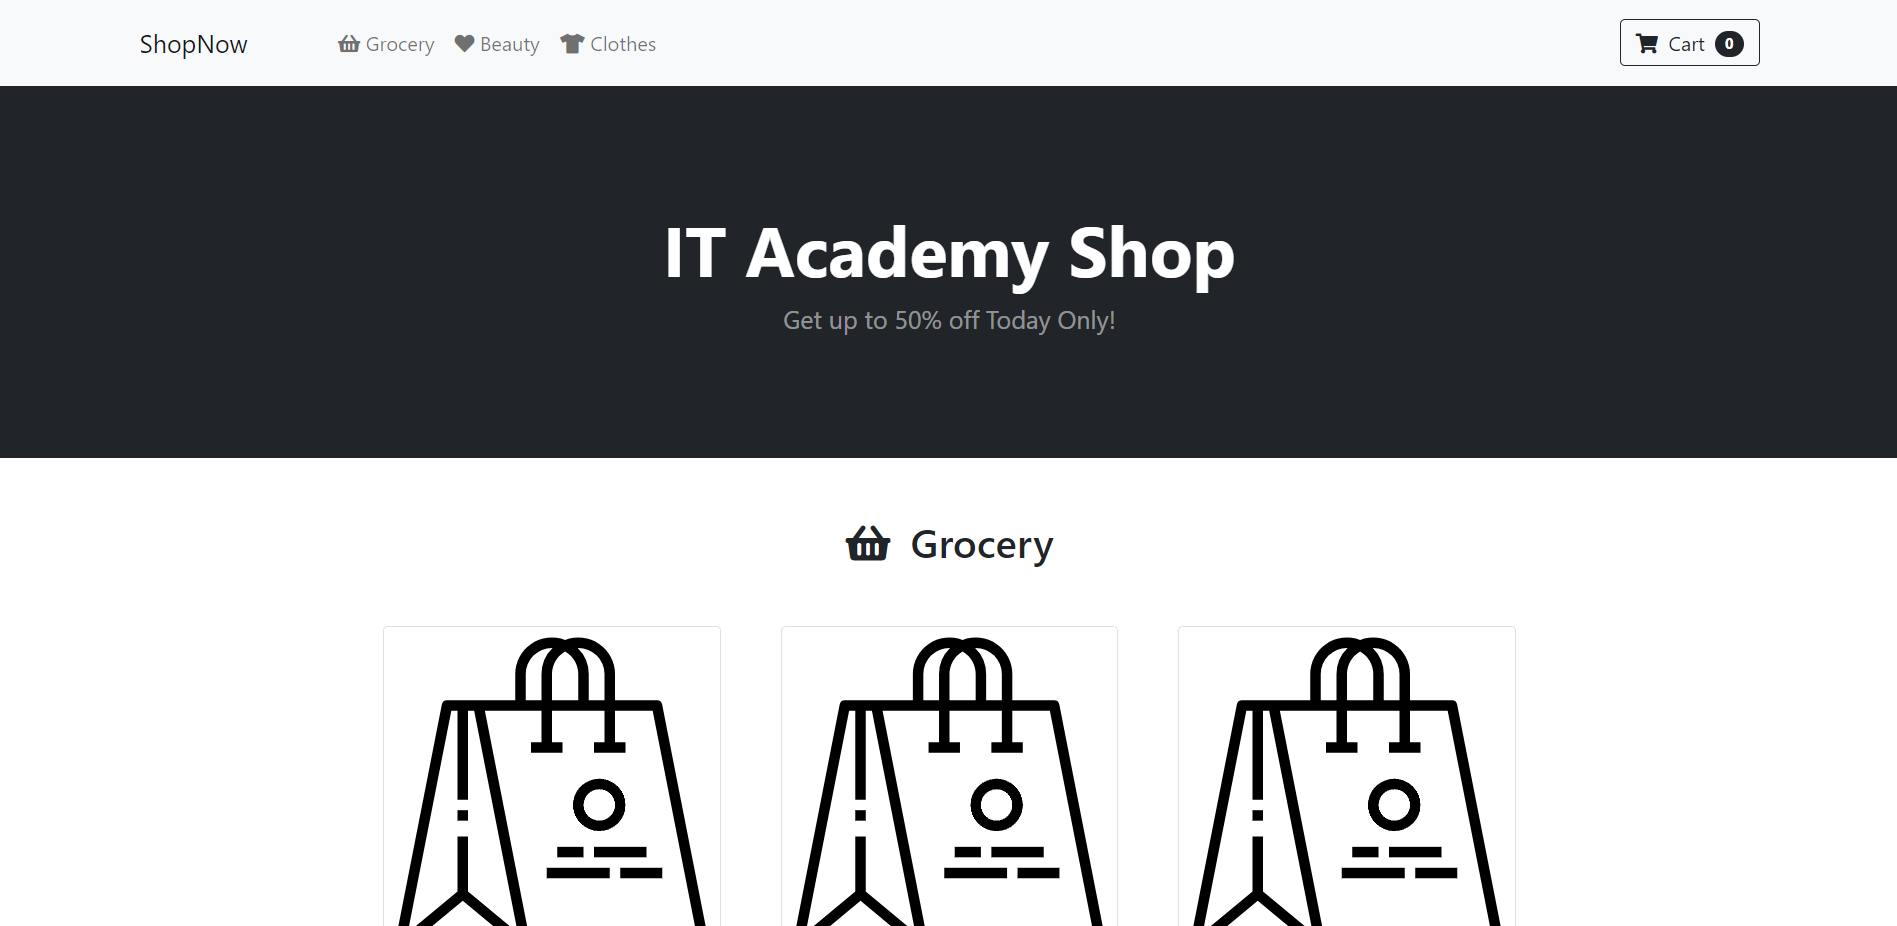 ShopNow
Grocery
Beauty
Clothes
Cart 0
IT Academy Shop
Get up to 50% off Today Only!
Grocery